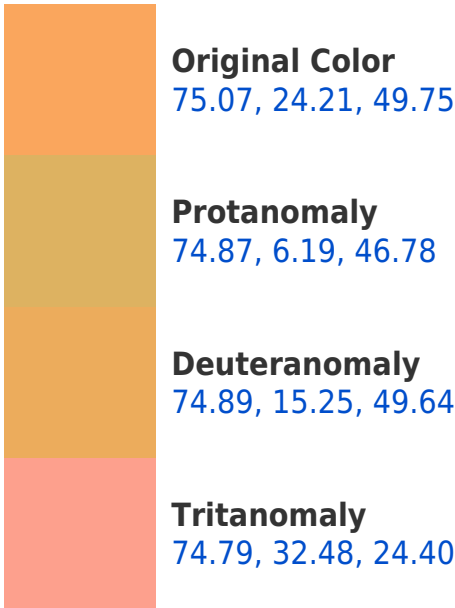 Original Color
75.07, 24.21, 49.75
Protanomaly
74.87, 6.19, 46.78
Deuteranomaly
74.89, 15.25, 49.64
Tritanomaly
74.79, 32.48, 24.40